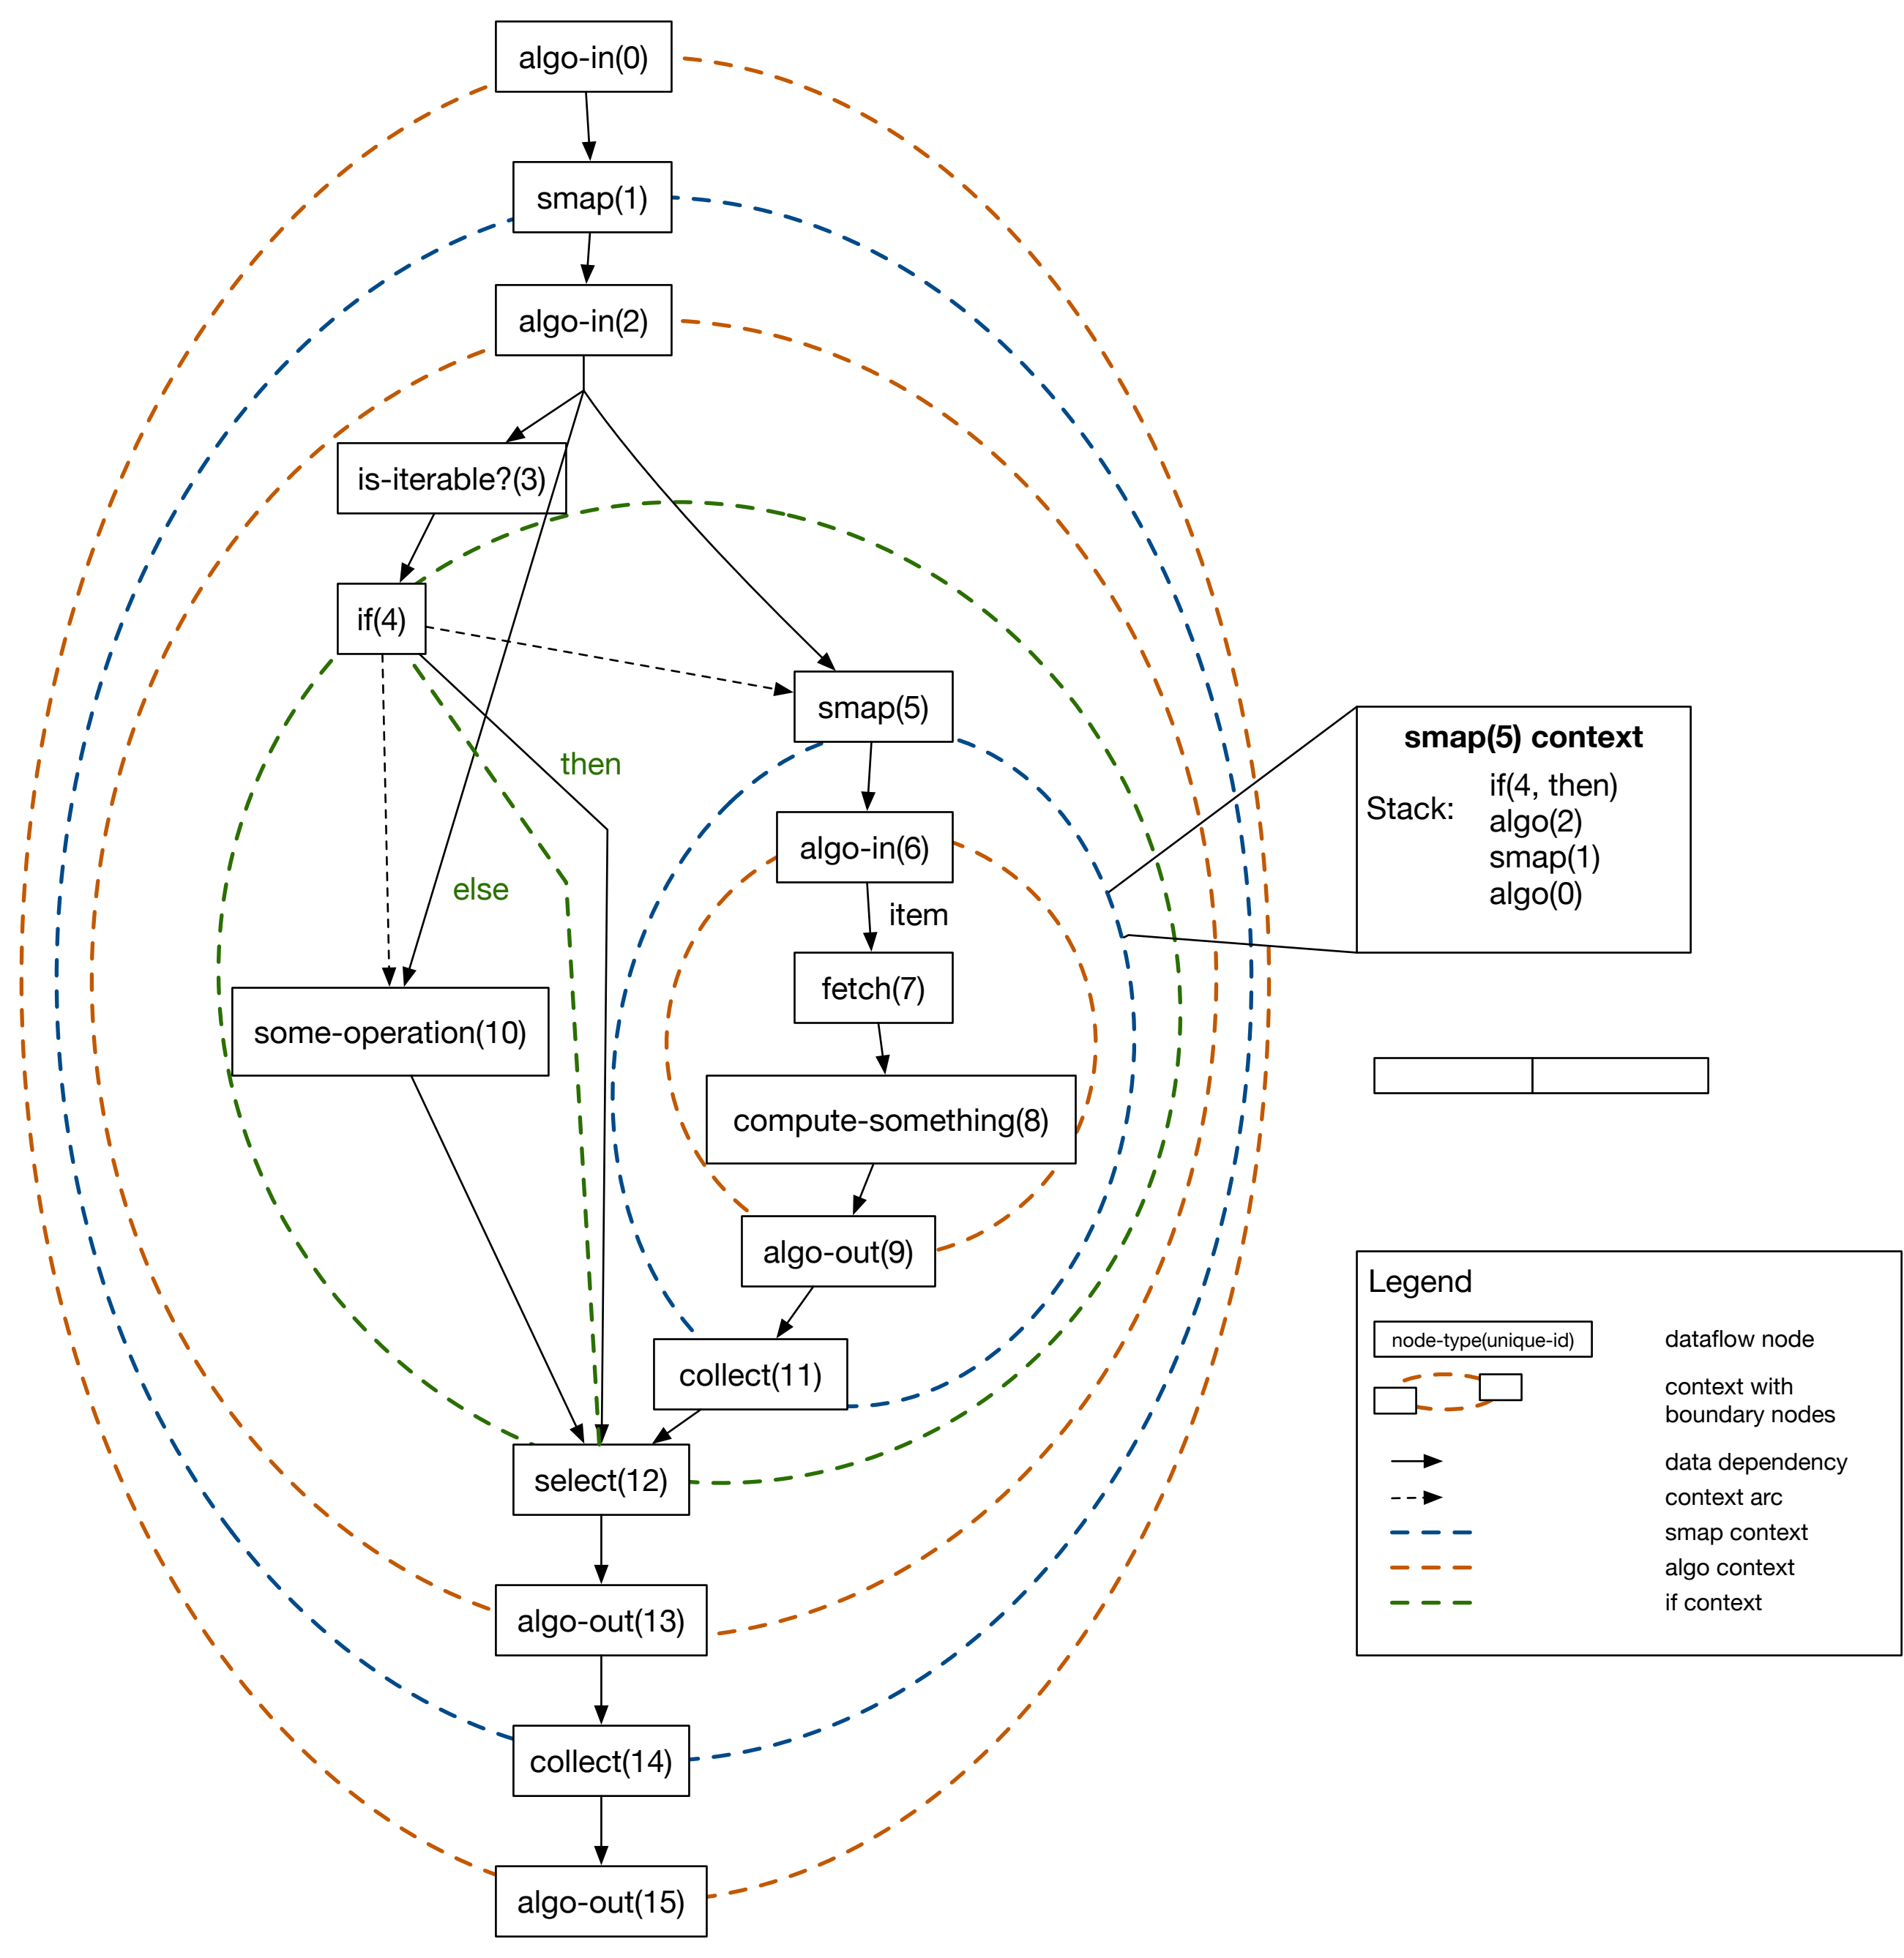 algo-in(0)
smap(1)
algo-in(2)
is-iterable?(3)
if(4)
smap(5)
then
else
algo-in(6)
item
fetch(7)
some-operation(10)
compute-something(8)
algo-out(9)
collect(11)
select(12)
algo-out(13)
collect(14)
algo-out(15)
smap(5) context
Stack:
if(4, then)
algo(2)
smap(1)
algo(0)
Legend
node-type(unique-id) dataflow node
context with
boundary nodes
data dependency
context arc
smap context
algo context
if context